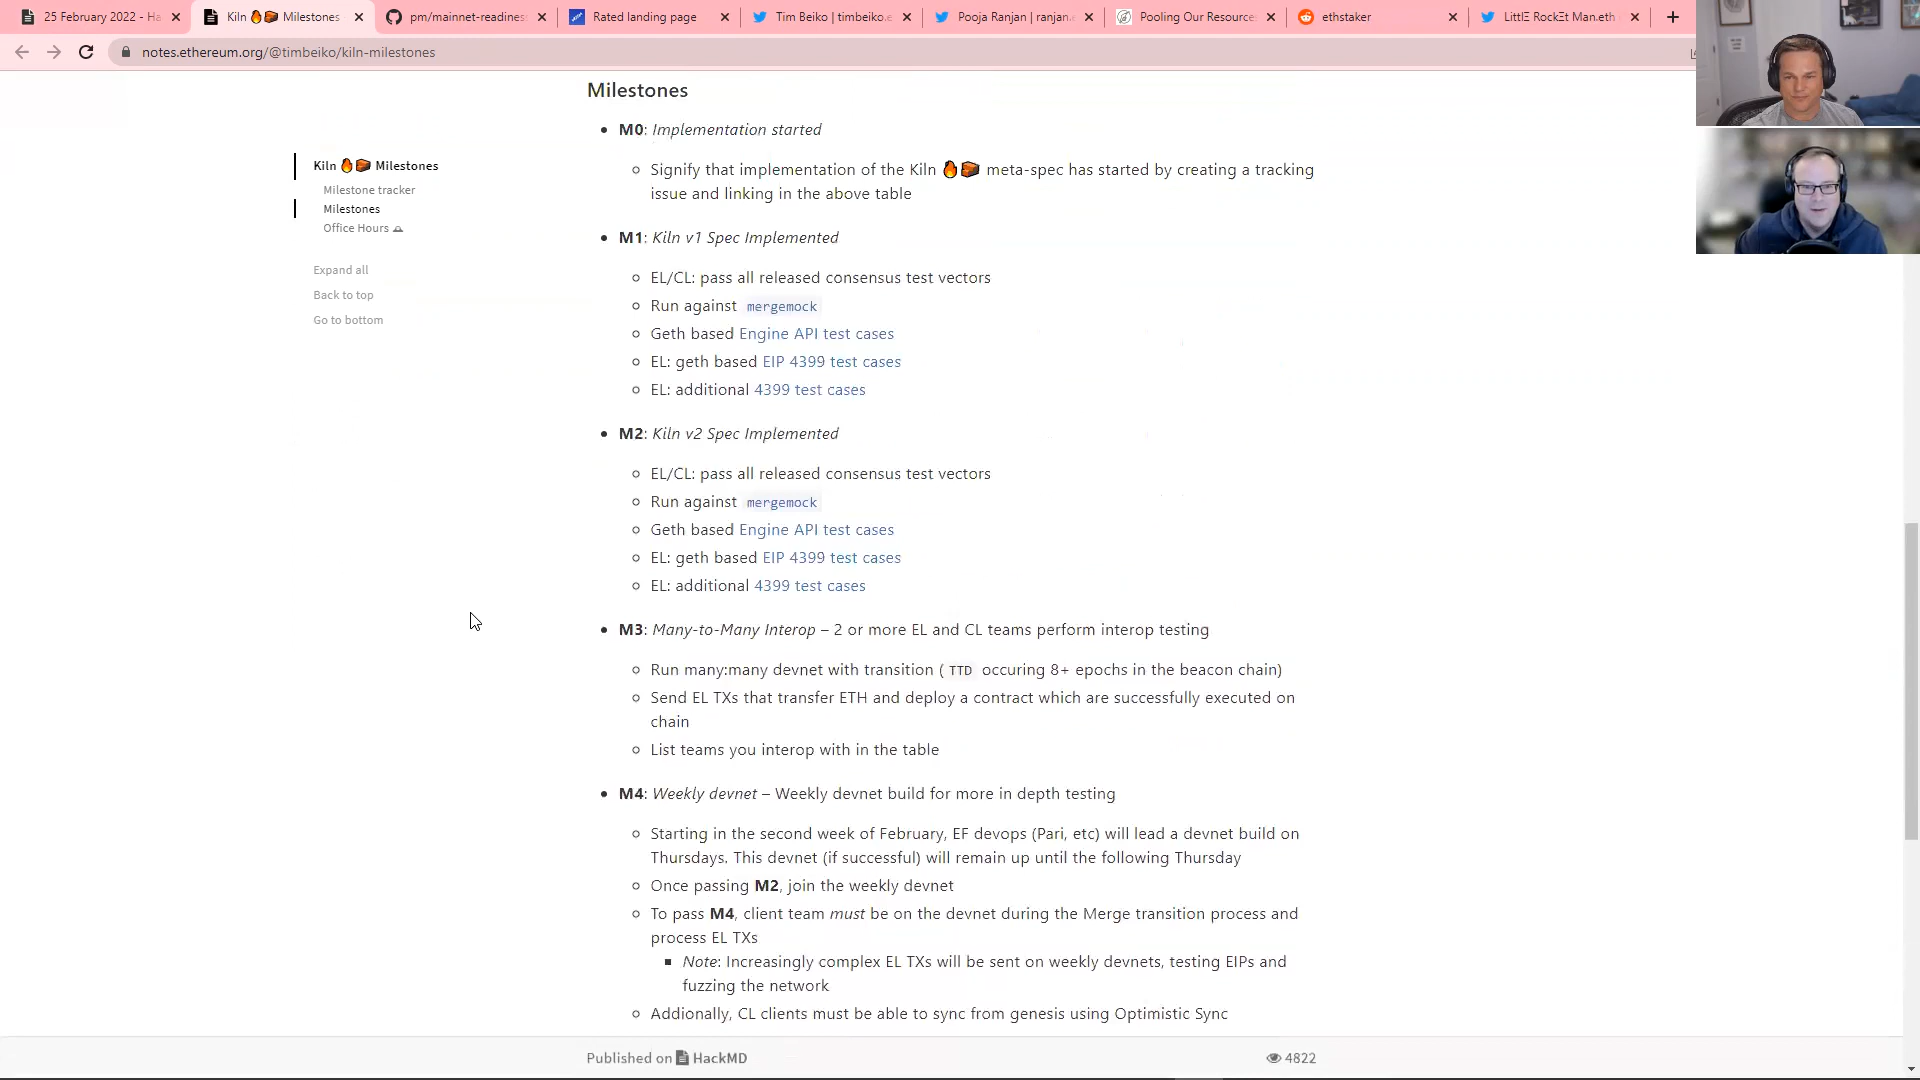 25 February 2022 - Ha
Kiln 🔥🧱 Milestones
pm/mainnet-readiness
Rated landing page
Tim Beiko | timbeiko.e
Pooja Ranjan | ranjan.
Pooling Our Resource
ethstaker
LittlΞ RockΞt Man.eth
notes.ethereum.org/@timbeiko/kiln-milestones
Kiln 🔥🧱 Milestones
Milestone tracker
Milestones
Office Hours
Expand all
Back to top
Go to bottom
Milestones
M0: Implementation started
Signify that implementation of the Kiln 🔥🧱 meta-spec has started by creating a tracking
issue and linking in the above table
M1: Kiln v1 Spec Implemented
EL/CL: pass all released consensus test vectors
Run against mergemock
Geth based Engine API test cases
EL: geth based EIP 4399 test cases
EL: additional 4399 test cases
M2: Kiln v2 Spec Implemented
EL/CL: pass all released consensus test vectors
Run against mergemock
Geth based Engine API test cases
EL: geth based EIP 4399 test cases
EL: additional 4399 test cases
M3: Many-to-Many Interop – 2 or more EL and CL teams perform interop testing
Run many:many devnet with transition ( TTD occuring 8+ epochs in the beacon chain)
Send EL TXs that transfer ETH and deploy a contract which are successfully executed on
chain
List teams you interop with in the table
M4: Weekly devnet – Weekly devnet build for more in depth testing
Starting in the second week of February, EF devops (Pari, etc) will lead a devnet build on
Thursdays. This devnet (if successful) will remain up until the following Thursday
Once passing M2, join the weekly devnet
To pass M4, client team must be on the devnet during the Merge transition process and
process EL TXs
Note: Increasingly complex EL TXs will be sent on weekly devnets, testing EIPs and
fuzzing the network
Addionally, CL clients must be able to sync from genesis using Optimistic Sync
Published on HackMD
4822